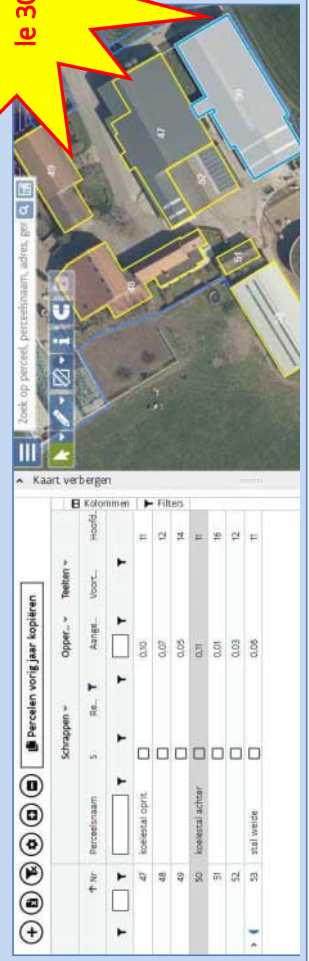 le 30
Percelen vorig jaar kopiëren
Schrappen Opper... Teelten
↑ Nr Perceelsnaam S Re... Aange... Voort... Hoofd...
47 koeiestal oprit 0,10 11
48 0,07 12
49 0,05 14
50 koeiestal achter 0,11 11
51 0,01 16
52 0,03 12
53 stal weide 0,06 11
Kolommen
Filters
Kaart verbergen
Zoek op perceel, perceelsnaam, adres, ger
49
48
47
52
50
51